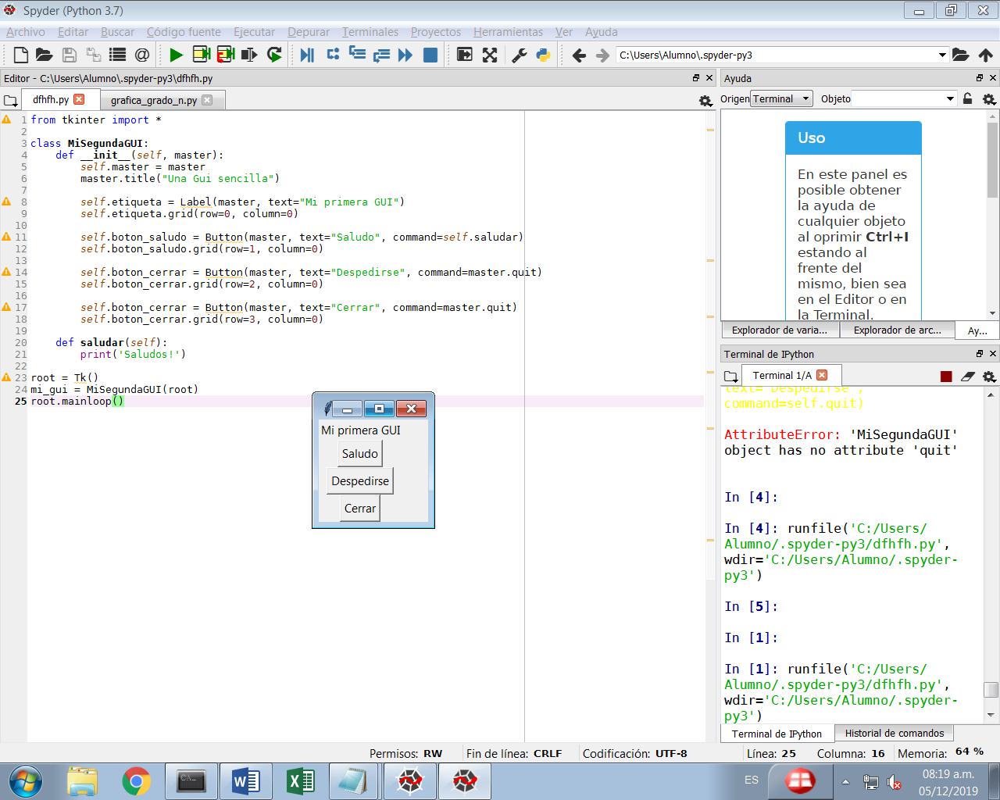 Spyder (Python 3.7)
Archivo Editar Buscar Código fuente Ejecutar Depurar Terminales Proyectos Herramientas Ver Ayuda
C:\Users\Alumno\.spyder-py3
Editor - C:\Users\Alumno\.spyder-py3\dfhfh.py
dfhfh.py grafica_grado_n.py
1 from tkinter import *
2
3 class MiSegundaGUI:
4     def __init__(self, master):
5         self.master = master
6         master.title("Una Gui sencilla")
7
8         self.etiqueta = Label(master, text="Mi primera GUI")
9         self.etiqueta.grid(row=0, column=0)
10
11         self.boton_saludo = Button(master, text="Saludo", command=self.saludar)
12         self.boton_saludo.grid(row=1, column=0)
13
14         self.boton_cerrar = Button(master, text="Despedirse", command=master.quit)
15         self.boton_cerrar.grid(row=2, column=0)
16
17         self.boton_cerrar = Button(master, text="Cerrar", command=master.quit)
18         self.boton_cerrar.grid(row=3, column=0)
19
20     def saludar(self):
21         print('Saludos!')
22
23 root = Tk()
24 mi_gui = MiSegundaGUI(root)
25 root.mainloop()
Mi primera GUI
Saludo
Despedirse
Cerrar
Ayuda
Origen Terminal Objeto
Uso
En este panel es
posible obtener
la ayuda de
cualquier objeto
al oprimir Ctrl+I
estando al
frente del
mismo, bien sea
en el Editor o en
la Terminal.
Explorador de varia... Explorador de arc... Ay...
Terminal de IPython
Terminal 1/A
text="Despedirse",
command=self.quit)
AttributeError: 'MiSegundaGUI'
object has no attribute 'quit'
In [4]:
In [4]: runfile('C:/Users/
Alumno/.spyder-py3/dfhfh.py',
wdir='C:/Users/Alumno/.spyder-
py3')
In [5]:
In [1]:
In [1]: runfile('C:/Users/
Alumno/.spyder-py3/dfhfh.py',
wdir='C:/Users/Alumno/.spyder-
py3')
Terminal de IPython Historial de comandos
Permisos: RW Fin de línea: CRLF Codificación: UTF-8 Línea: 25 Columna: 16 Memoria: 64 %
ES
08:19 a.m.
05/12/2019